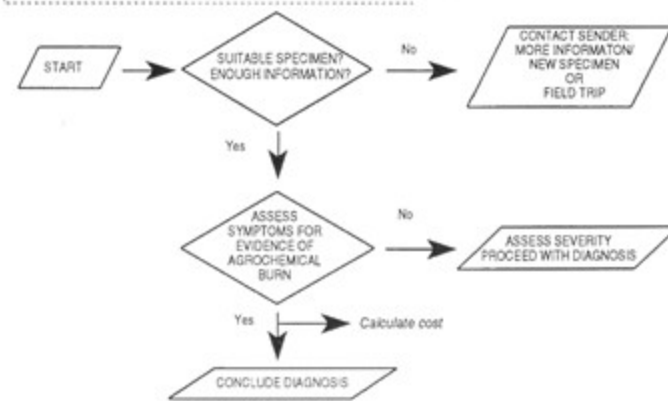 START
SUITABLE SPECIMEN?
ENOUGH INFORMATION?
No
CONTACT SENDER:
MORE INFORMATON/
NEW SPECIMEN
OR
FIELD TRIP
Yes
ASSESS
SYMPTOMS FOR
EVIDENCE OF
AGROCHEMICAL
BURN
No
ASSESS SEVERITY
PROCEED WITH DIAGNOSIS
Yes
Calculate cost
CONCLUDE DIAGNOSIS